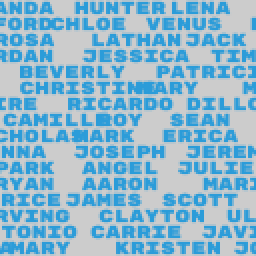 ANDA HUNTER LENA
FORD CHLOE VENUS
ROSA LATHAN JACK
RDAN JESSICA TIM
BEVERLY PATRICI
CHRISTINE MARY
IRE RICARDO DILLO
CAMILLE ROY SEAN
CHOLAS MARK ERICA
NNA JOSEPH JEREM
PARK ANGEL JULIE
RYAN AARON MARI
RICE JAMES SCOTT
RVING CLAYTON UL
TONIO CARRIE JAVI
MARY KRISTEN JO